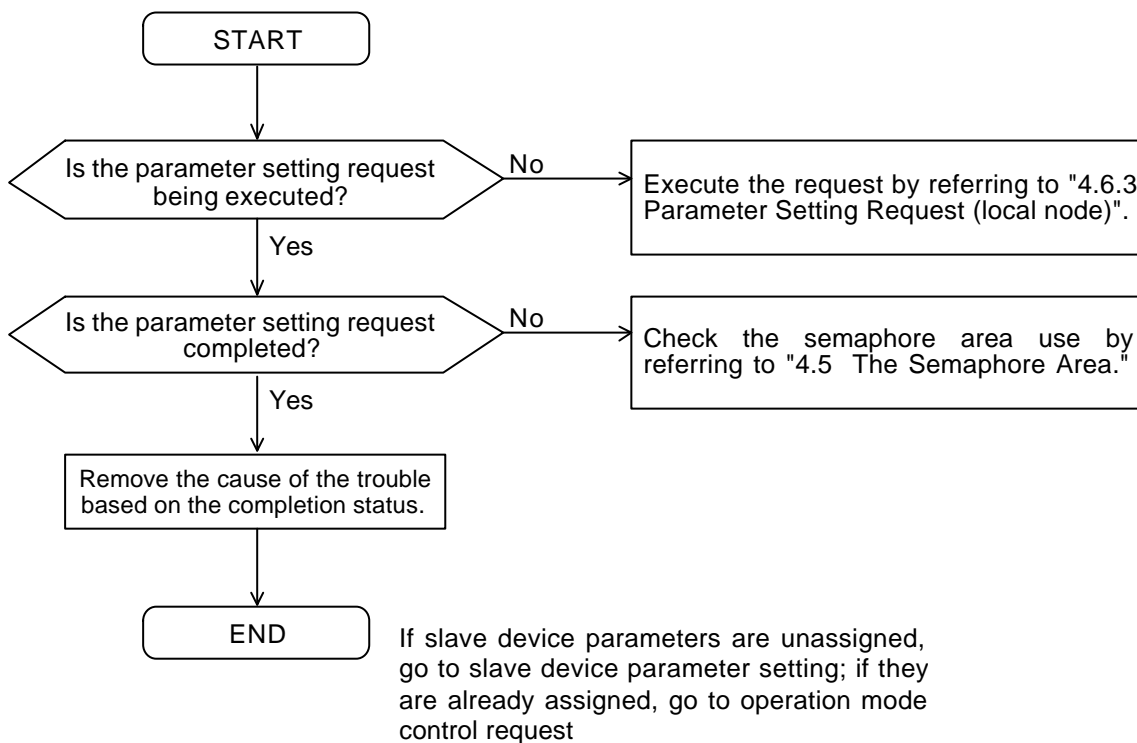 START
Is the parameter setting request
being executed?
No
Execute the request by referring to "4.6.3
Parameter Setting Request (local node)".
Yes
Is the parameter setting request
completed?
No
Check the semaphore area use by
referring to "4.5 The Semaphore Area."
Yes
Remove the cause of the trouble
based on the completion status.
END
If slave device parameters are unassigned,
go to slave device parameter setting; if they
are already assigned, go to operation mode
control request